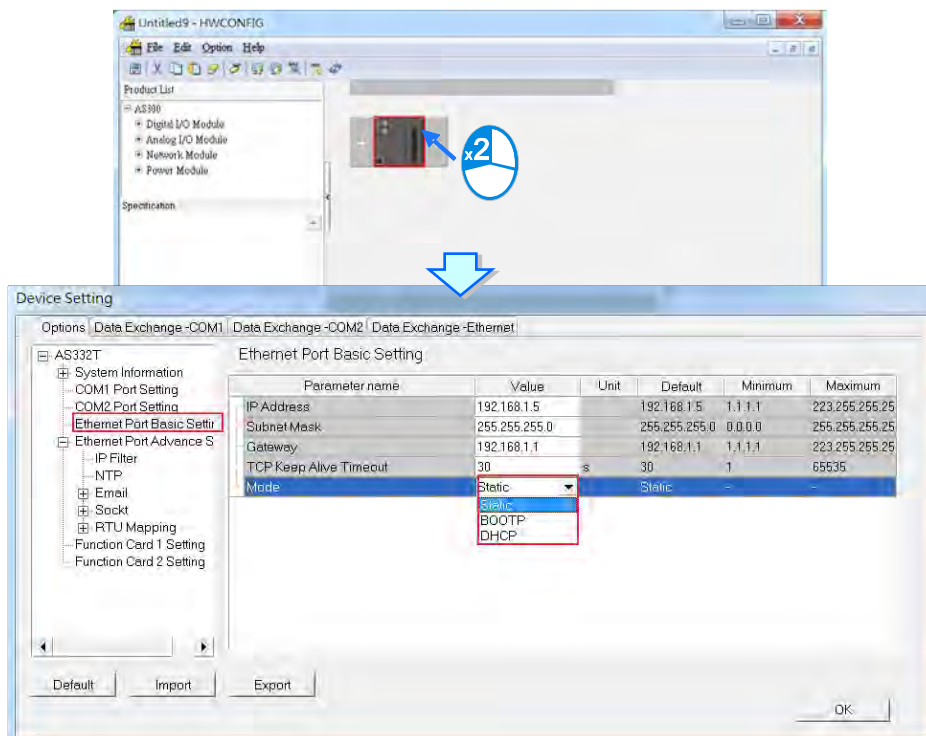 Untitled9 - HWCONFIG
File Edit Option Help
Product List
AS300
Digital I/O Module
Analog I/O Module
Network Module
Power Module
Specification
x2
Device Setting
Options Data Exchange -COM1 Data Exchange -COM2 Data Exchange -Ethernet
AS332T
System Information
COM1 Port Setting
COM2 Port Setting
Ethernet Port Basic Settir
Ethernet Port Advance S
IP Filter
NTP
Email
Sockt
RTU Mapping
Function Card 1 Setting
Function Card 2 Setting
Ethernet Port Basic Setting
Parameter name Value Unit Default Minimum Maximum
IP Address 192.168.1.5 192.168.1.5 1.1.1.1 223.255.255.25
Subnet Mask 255.255.255.0 255.255.255.0 0.0.0.0 255.255.255.25
Gateway 192.168.1.1 192.168.1.1 1.1.1.1 223.255.255.25
TCP Keep Alive Timeout 30 s 30 1 65535
Mode Static Static - -
Static
BOOTP
DHCP
Default Import Export
OK